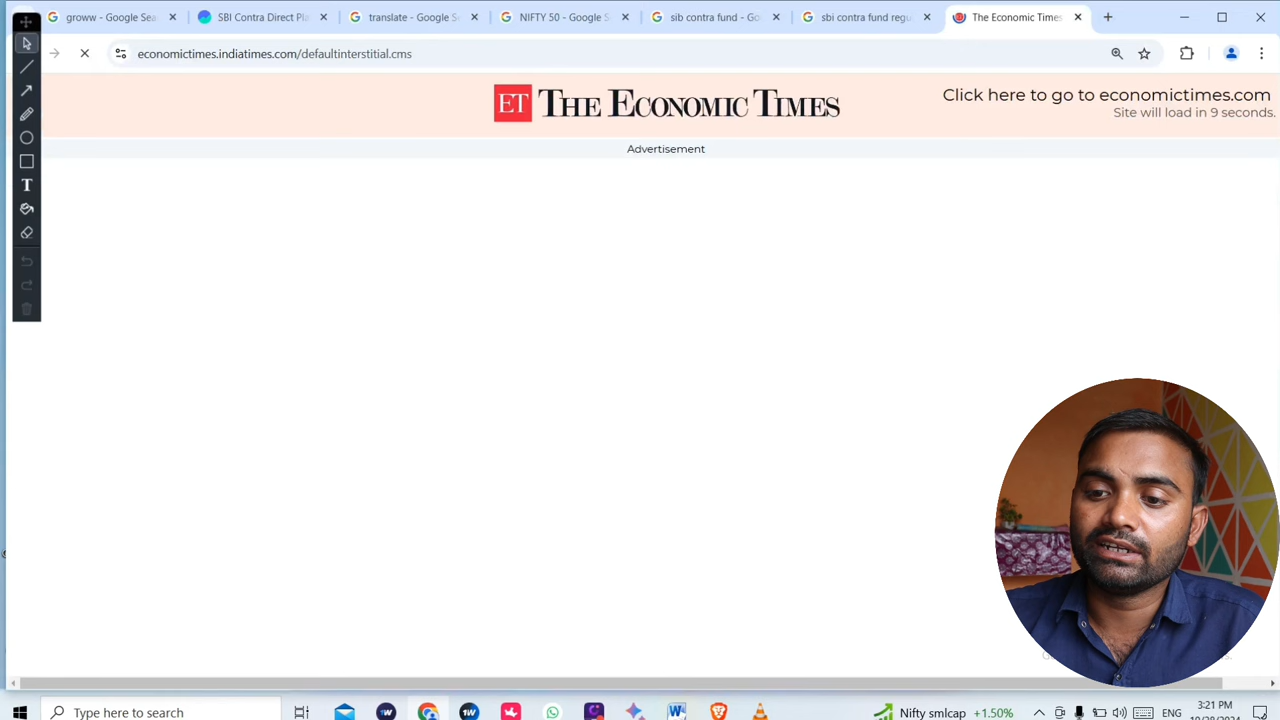 groww - Google Sea
SBI Contra Direct Pla
translate - Google S
NIFTY 50 - Google S
sib contra fund - Go
sbi contra fund regu
The Economic Times
economictimes.indiatimes.com/defaultinterstitial.cms
ET THE ECONOMIC TIMES
Click here to go to economictimes.com
Site will load in 9 seconds.
Advertisement
T
Type here to search
Nifty smlcap +1.50%
ENG
3:21 PM